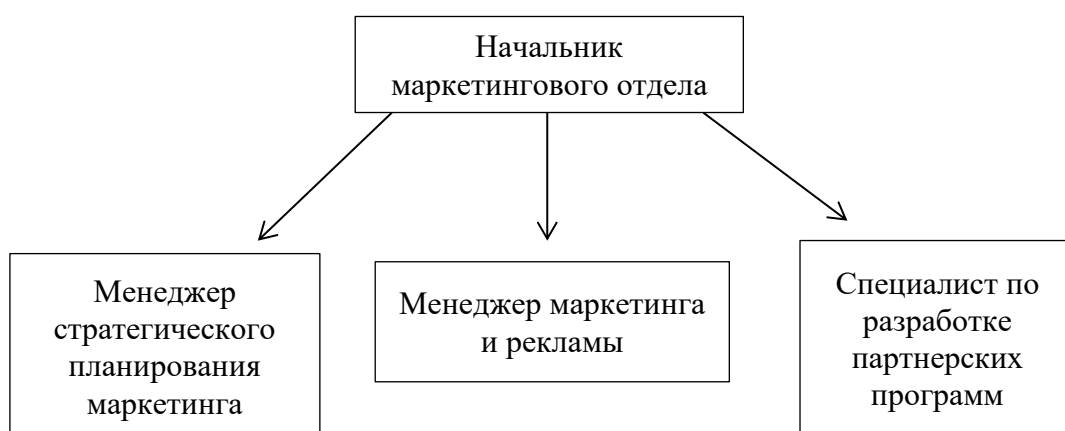 Начальник
маркетингового отдела
Менеджер
стратегического
планирования
маркетинга
Менеджер маркетинга
и рекламы
Специалист по
разработке
партнерских
программ